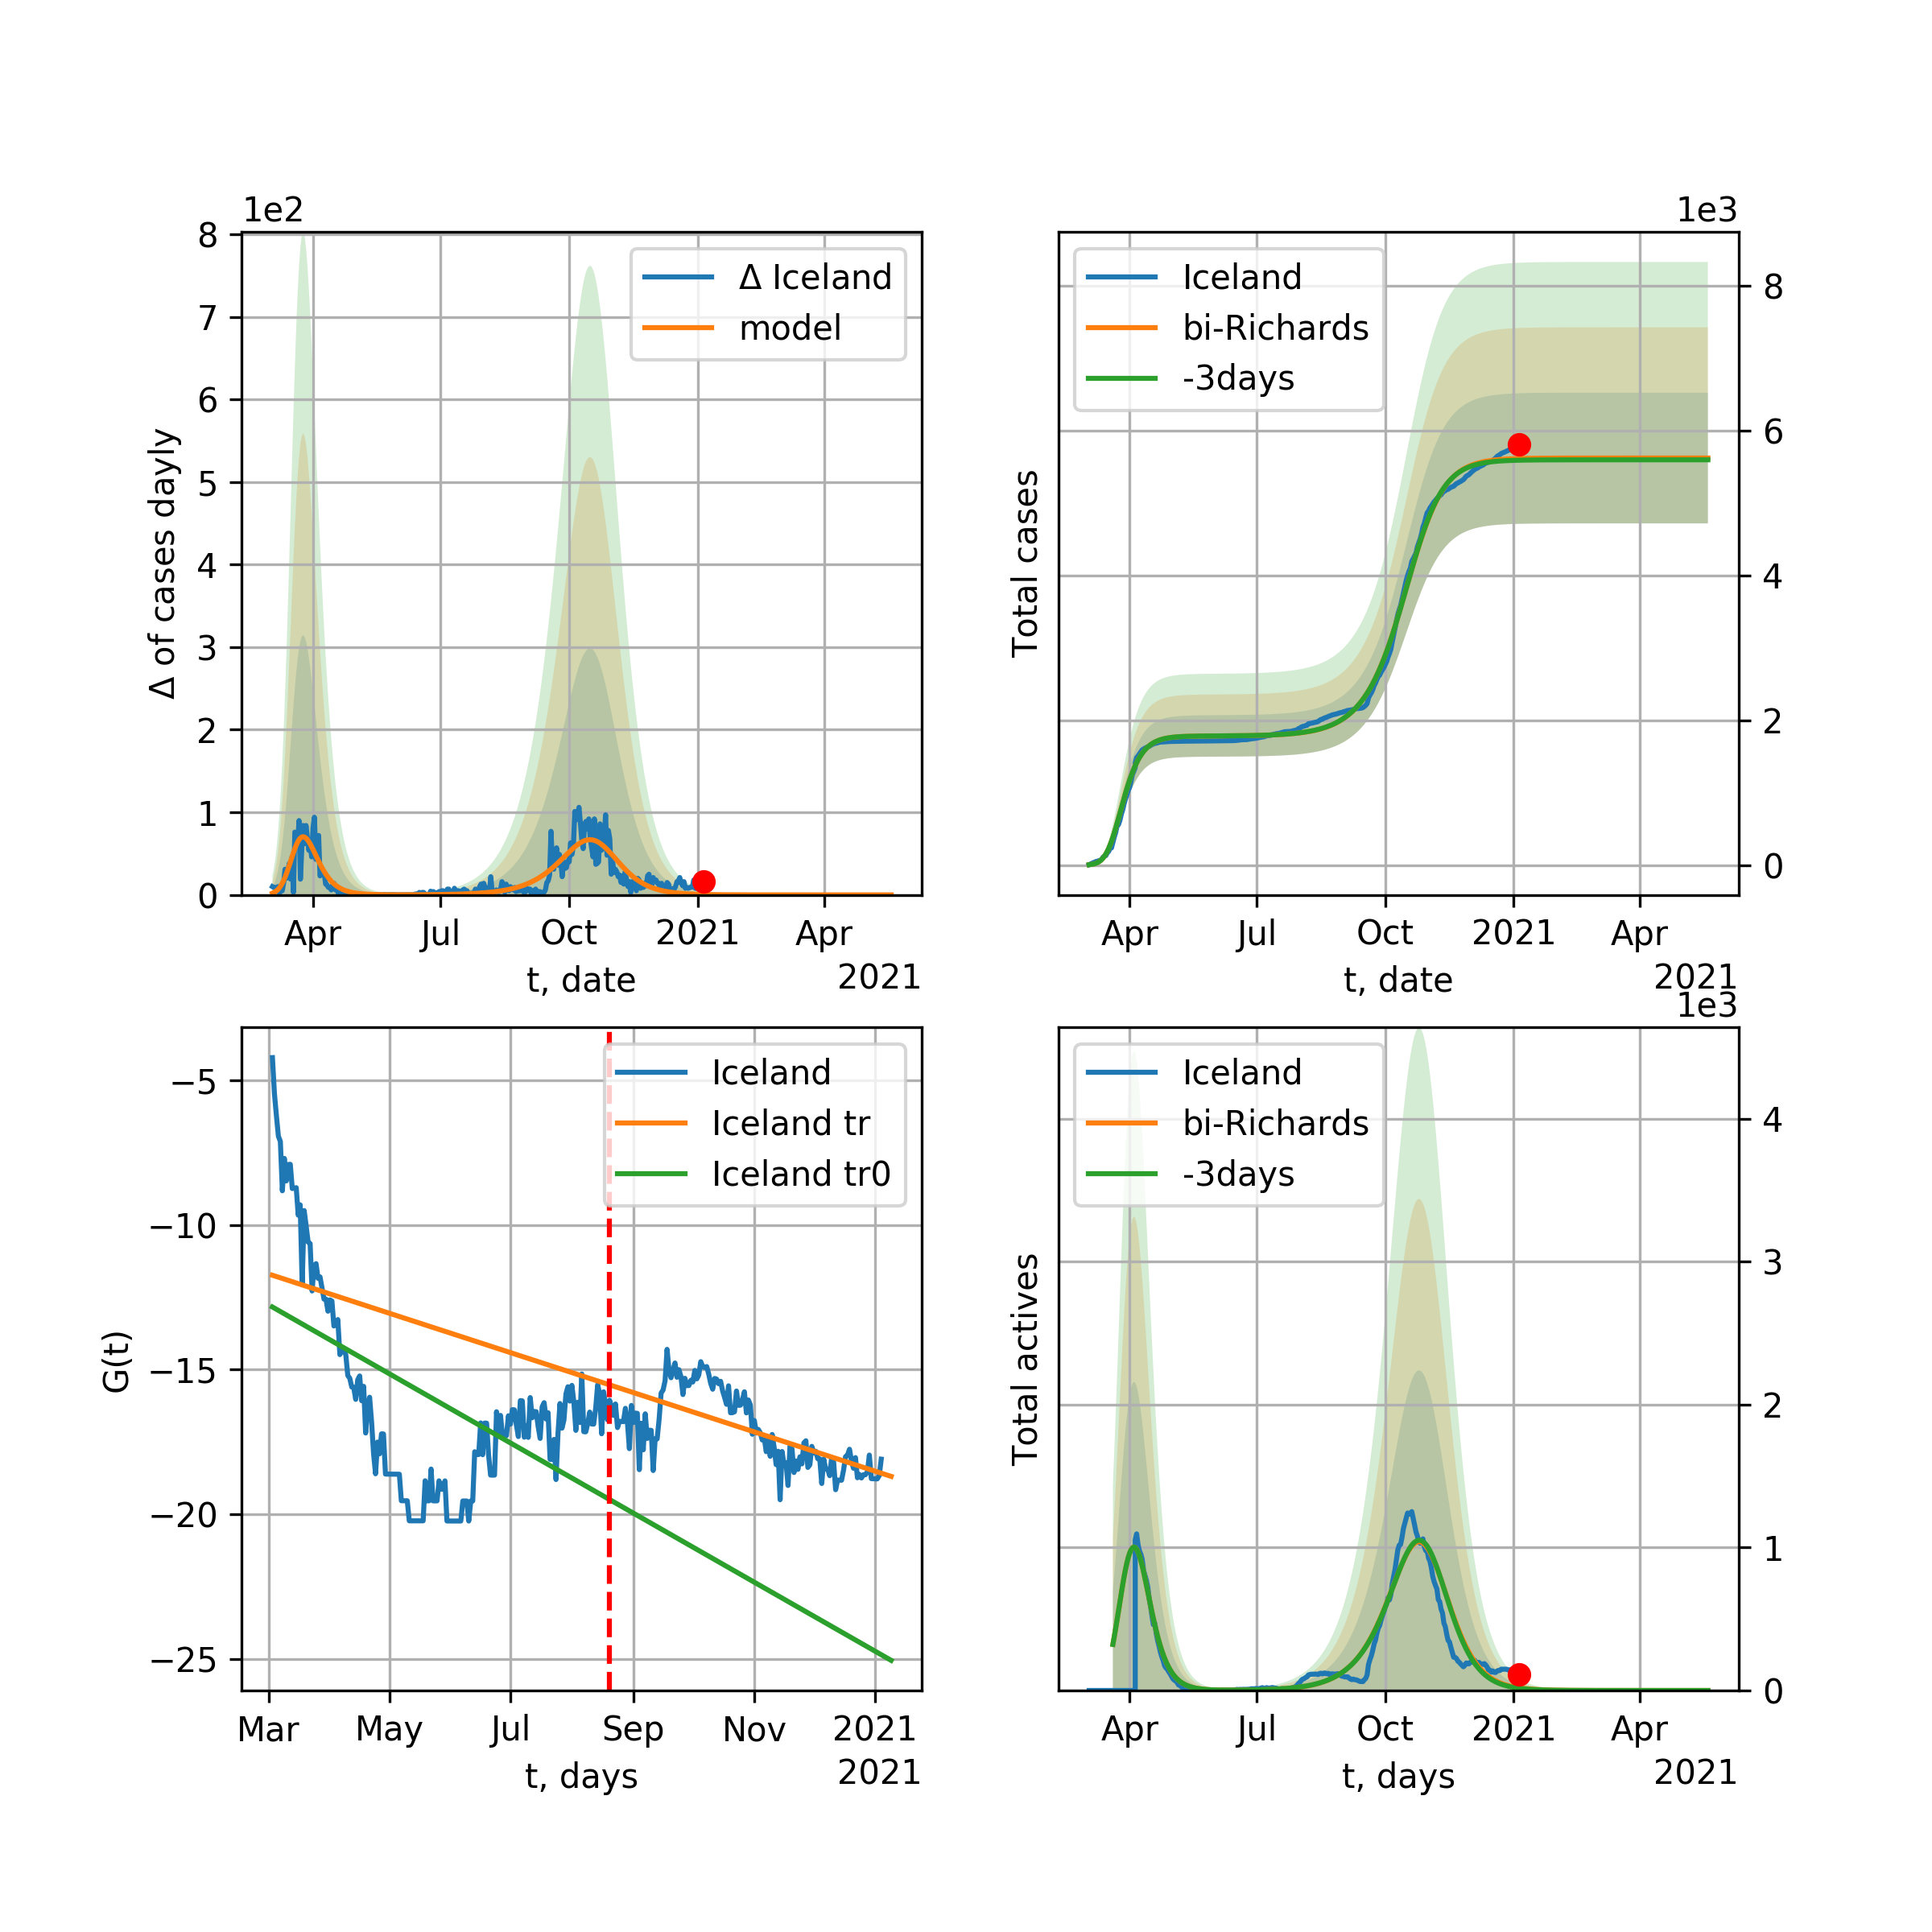 1e2
8
7
6
5
4
3
2
1
0
Δ of cases dayly
Δ Iceland
model
Apr
Jul
Oct
2021
Apr
t, date
2021
1e3
Iceland
bi-Richards
-3days
Total cases
8
6
4
2
0
Apr
Jul
Oct
2021
Apr
t, date
2021
−5
−10
−15
−20
−25
G(t)
Iceland
Iceland tr
Iceland tr0
Mar
May
Jul
Sep
Nov
2021
t, days
2021
1e3
Iceland
bi-Richards
-3days
Total actives
4
3
2
1
0
Apr
Jul
Oct
2021
Apr
t, days
2021